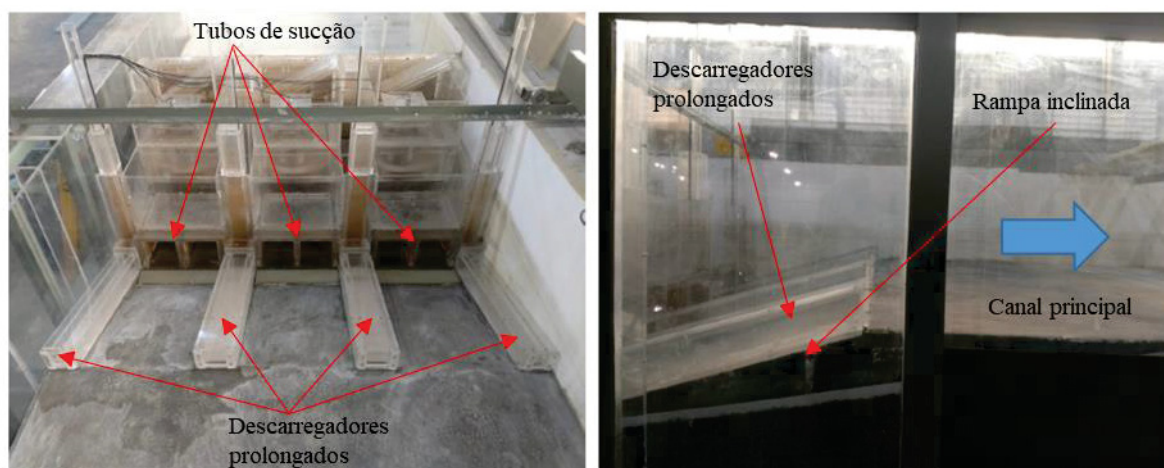 Tubos de sucção
Descarregadores
prolongados
Descarregadores
prolongados
Rampa inclinada
Canal principal